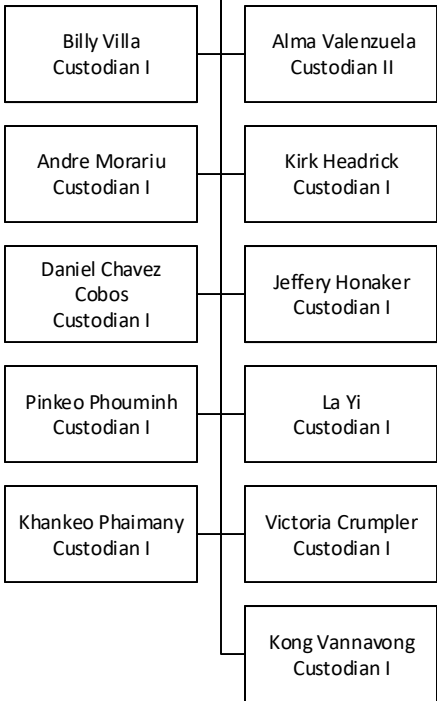 Billy Villa
Custodian I
Alma Valenzuela
Custodian II
Andre Morariu
Custodian I
Kirk Headrick
Custodian I
Daniel Chavez
Cobos
Custodian I
Jeffery Honaker
Custodian I
Pinkeo Phouminh
Custodian I
La Yi
Custodian I
Khankeo Phaimany
Custodian I
Victoria Crumpler
Custodian I
Kong Vannavong
Custodian I